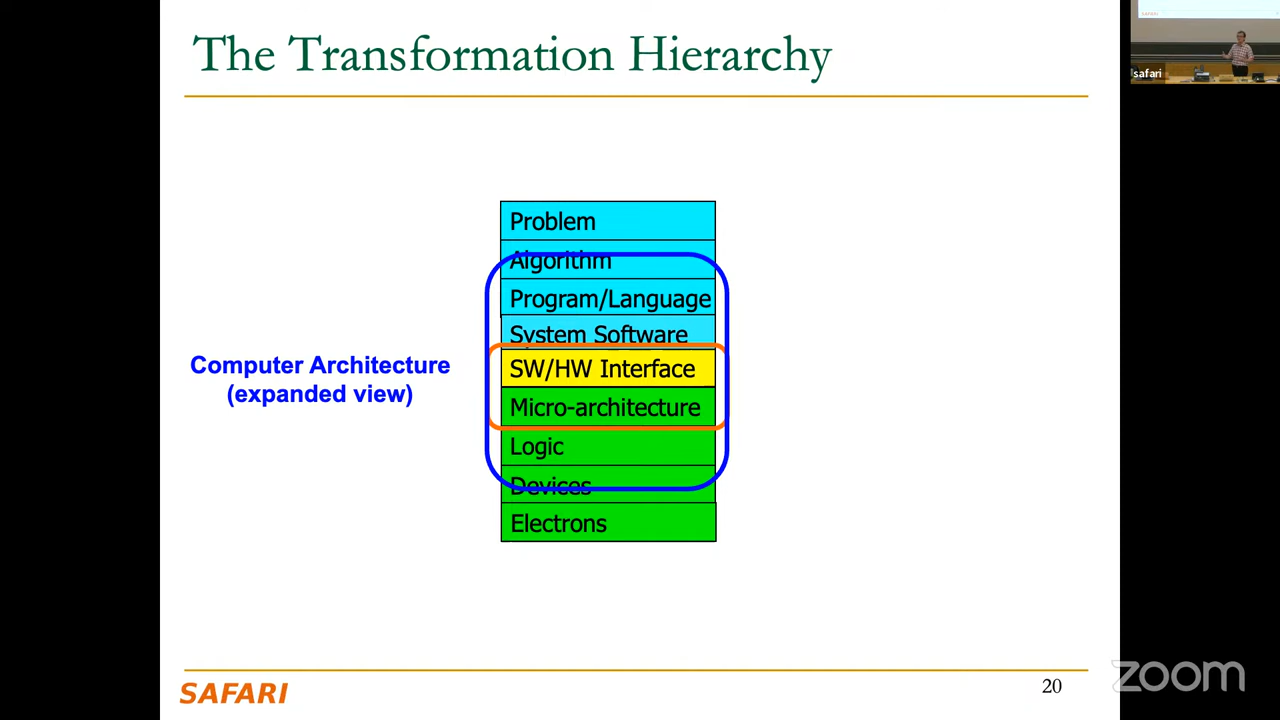 The Transformation Hierarchy
safari
Problem
Algorithm
Program/Language
System Software
SW/HW Interface
Micro-architecture
Logic
Devices
Electrons
Computer Architecture
(expanded view)
SAFARI
20
zoom